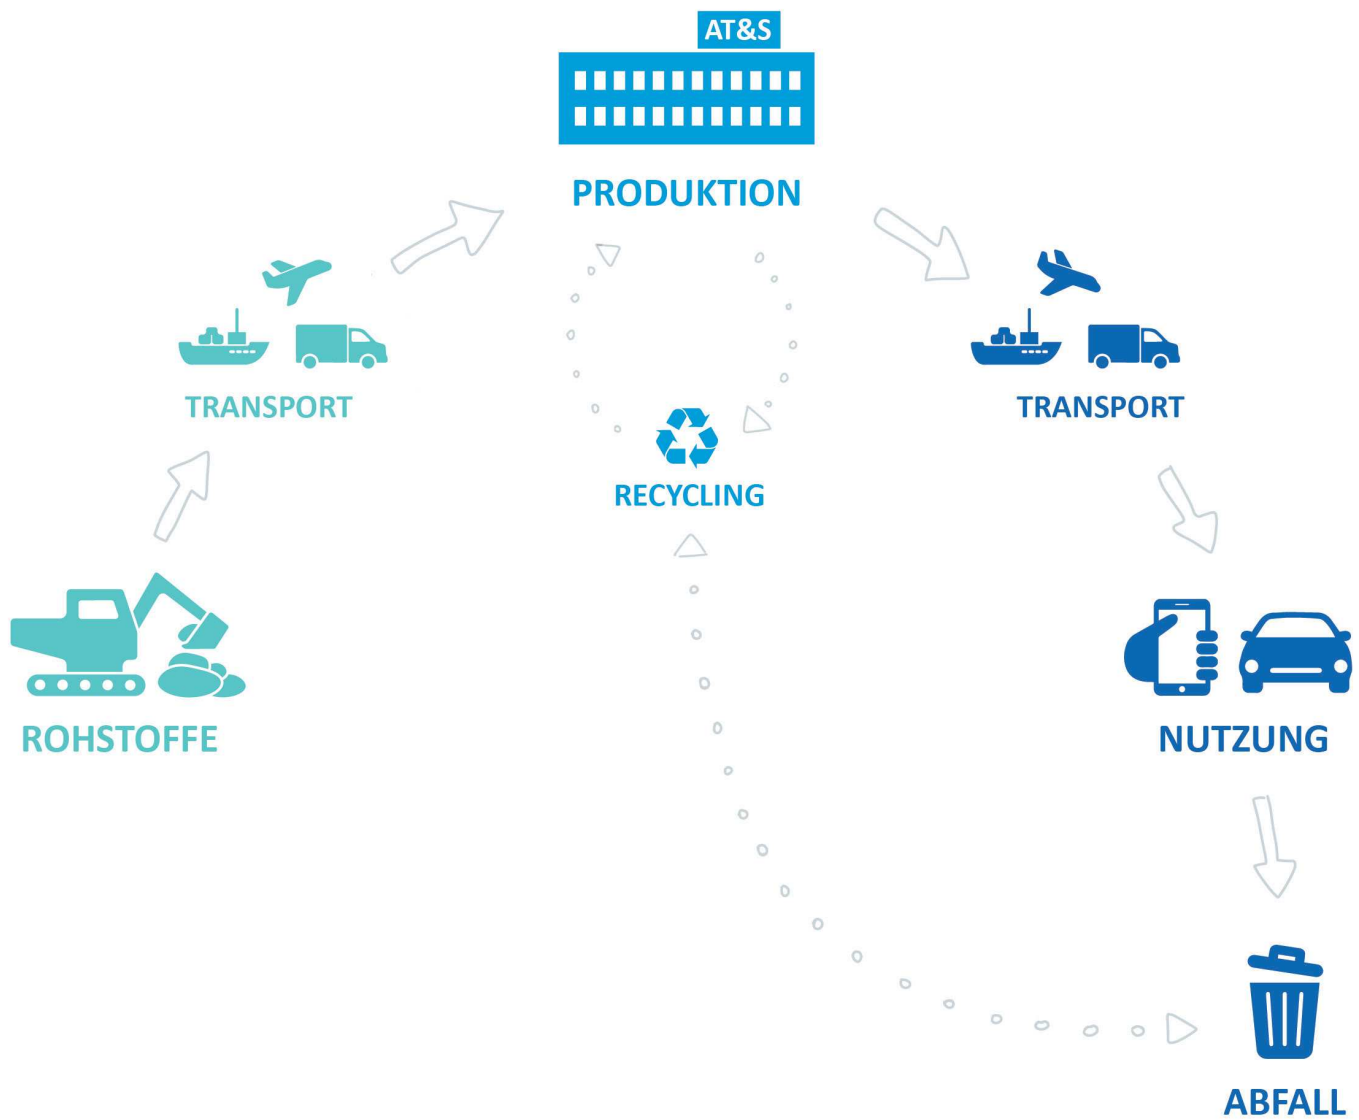 AT&S
PRODUKTION
TRANSPORT
TRANSPORT
RECYCLING
ROHSTOFFE
NUTZUNG
ABFALL